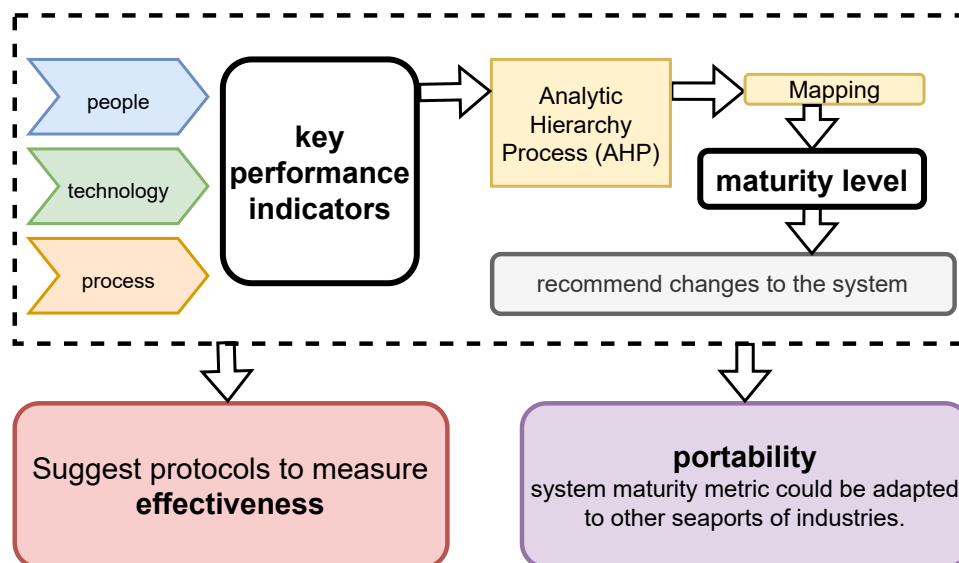 people
technology
process
key
performance
indicators
Analytic
Hierarchy
Process (AHP)
Mapping
maturity level
recommend changes to the system
Suggest protocols to measure
effectiveness
portability
system maturity metric could be adapted
to other seaports of industries.